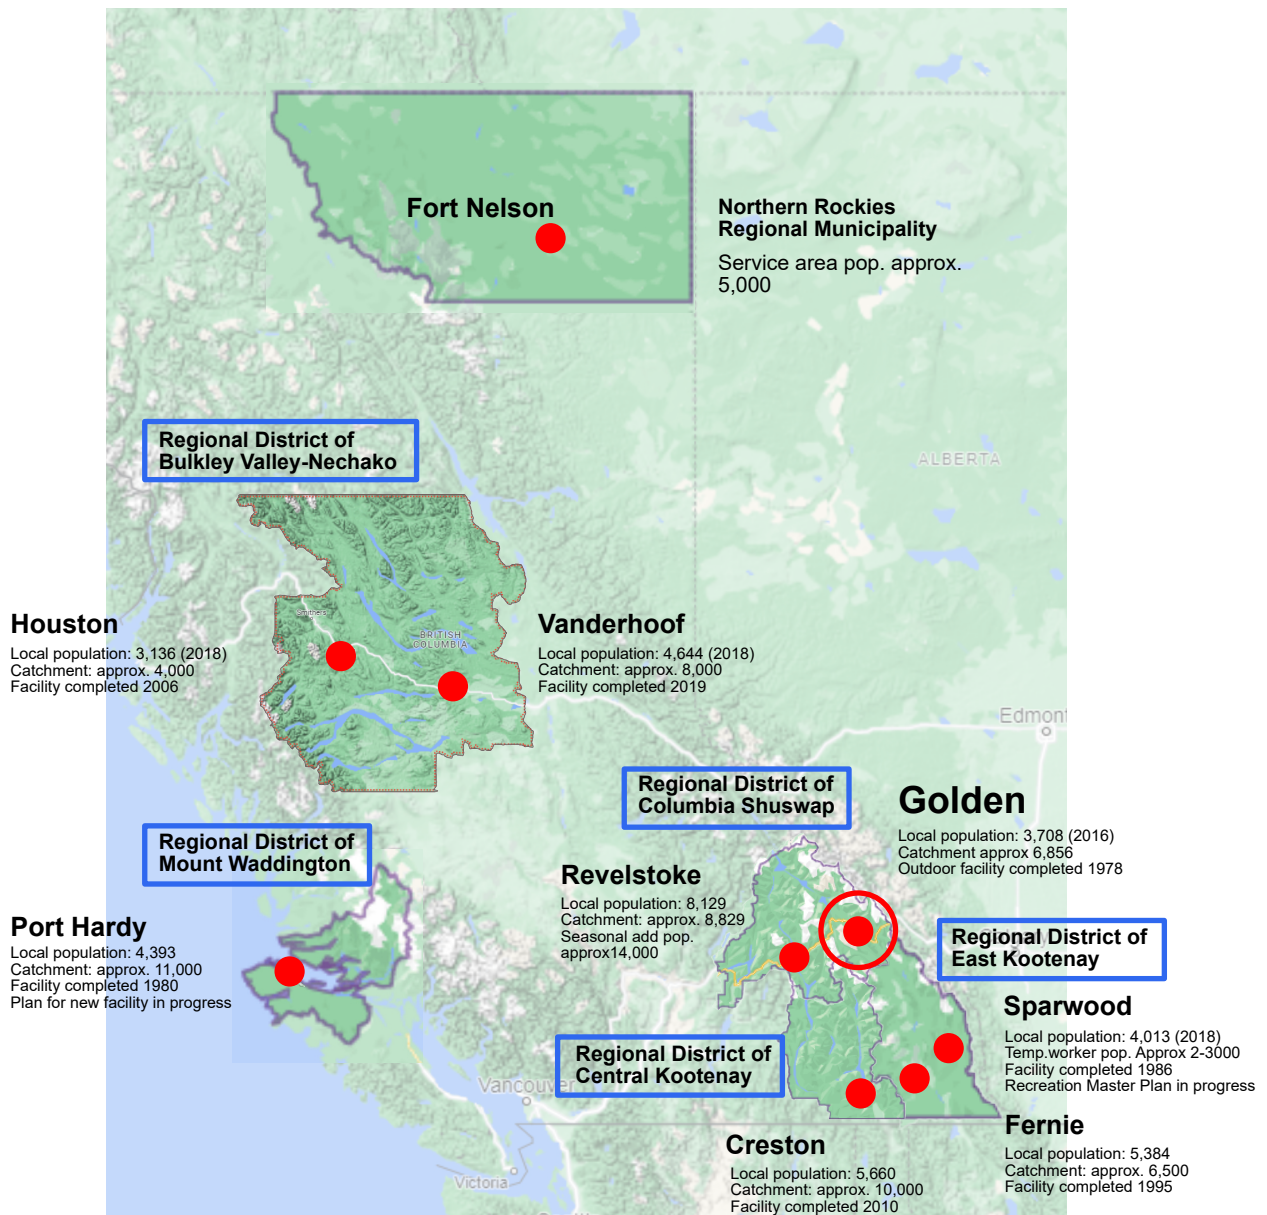 Fort Nelson
Northern Rockies
Regional Municipality
Service area pop. approx.
5,000
Regional District of
Bulkley Valley-Nechako
ALBERTA
Houston
Local population: 3,136 (2018)
Catchment: approx. 4,000
Facility completed 2006
Smithers
BRITISH
COLUMBIA
Vanderhoof
Local population: 4,644 (2018)
Catchment: approx. 8,000
Facility completed 2019
Edmont
Regional District of
Columbia Shuswap
Golden
Local population: 3,708 (2016)
Catchment approx 6,856
Outdoor facility completed 1978
Regional District of
Mount Waddington
Revelstoke
Local population: 8,129
Catchment: approx. 8,829
Seasonal add pop.
approx14,000
Port Hardy
Local population: 4,393
Catchment: approx. 11,000
Facility completed 1980
Plan for new facility in progress
Regional District of
East Kootenay
Sparwood
Local population: 4,013 (2018)
Temp.worker pop. Approx 2-3000
Facility completed 1986
Recreation Master Plan in progress
Regional District of
Central Kootenay
Vancouver
Fernie
Local population: 5,384
Catchment: approx. 6,500
Facility completed 1995
Creston
Local population: 5,660
Catchment: approx. 10,000
Facility completed 2010
Victoria